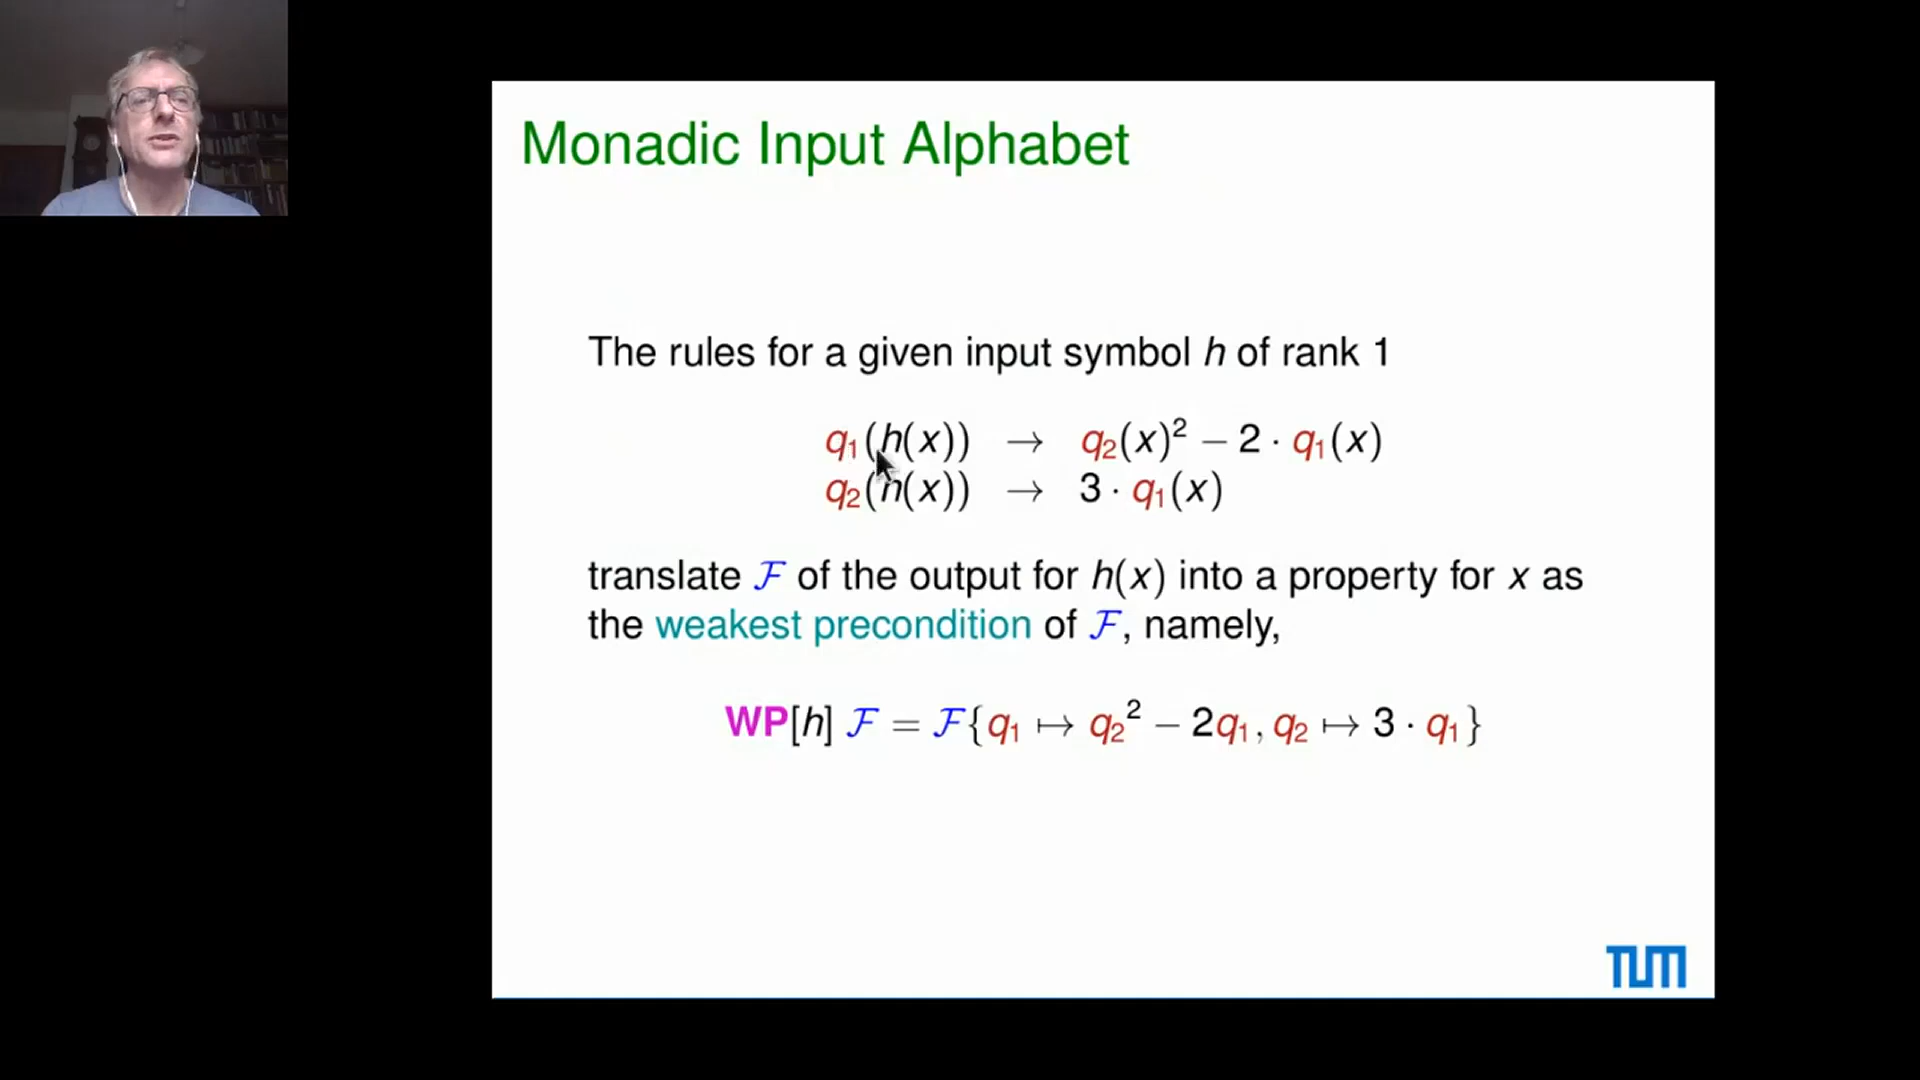 Monadic Input Alphabet
The rules for a given input symbol h of rank 1
q₁(h(x)) → q₂(x)² − 2 · q₁(x)
q₂(h(x)) → 3 · q₁(x)
translate ℱ of the output for h(x) into a property for x as
the weakest precondition of ℱ, namely,
WP[h] ℱ = ℱ{q₁ ↦ q₂² − 2q₁, q₂ ↦ 3 · q₁}
TUM